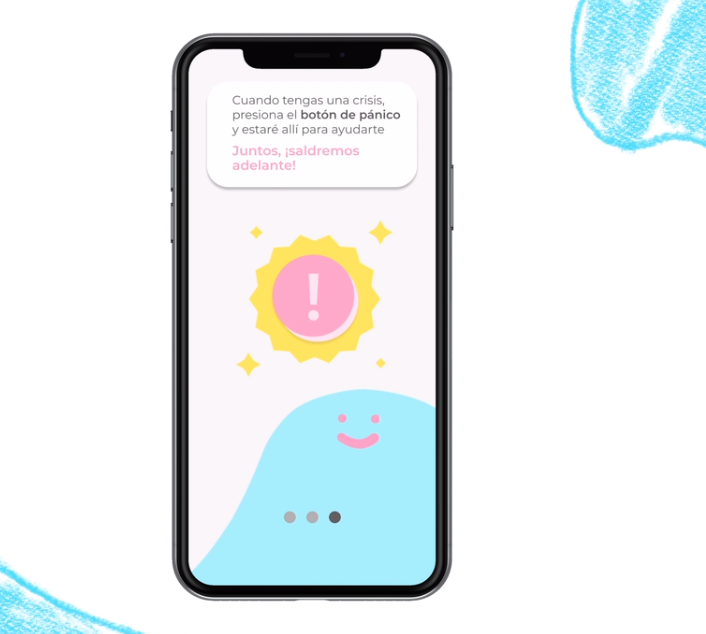 Cuando tengas una crisis,
presiona el botón de pánico
y estaré allí para ayudarte
Juntos, ¡saldremos
adelante!
!